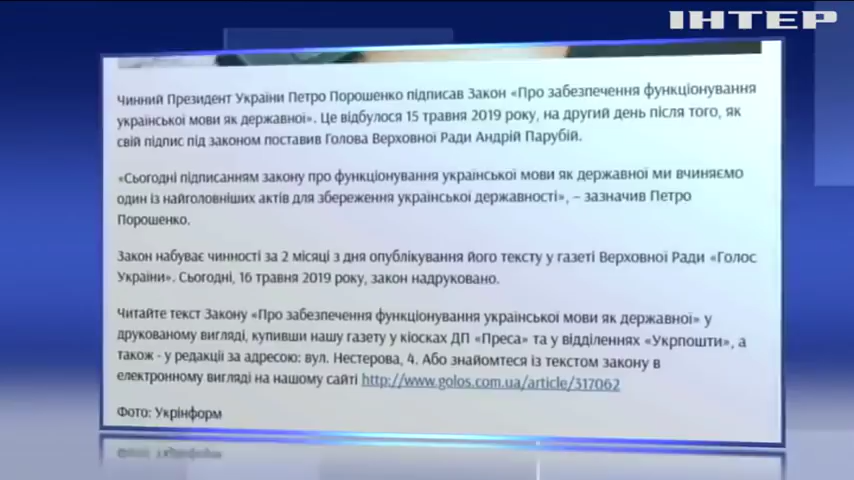 ІНТЕР
Чинний Президент України Петро Порошенко підписав Закон «Про забезпечення функціонування
української мови як державної». Це відбулося 15 травня 2019 року, на другий день після того, як
свій підпис під законом поставив Голова Верховної Ради Андрій Парубій.
«Сьогодні підписанням закону про функціонування української мови як державної ми вчиняємо
один із найголовніших актів для збереження української державності», – зазначив Петро
Порошенко.
Закон набуває чинності за 2 місяці з дня опублікування його тексту у газеті Верховної Ради «Голос
України». Сьогодні, 16 травня 2019 року, закон надруковано.
Читайте текст Закону «Про забезпечення функціонування української мови як державної» у
друкованому вигляді, купивши нашу газету у кіосках ДП «Преса» та у відділеннях «Укрпошти», а
також - у редакції за адресою: вул. Нестерова, 4. Або знайомтеся із текстом закону в
електронному вигляді на нашому сайті http://www.golos.com.ua/article/317062
Фото: Укрінформ